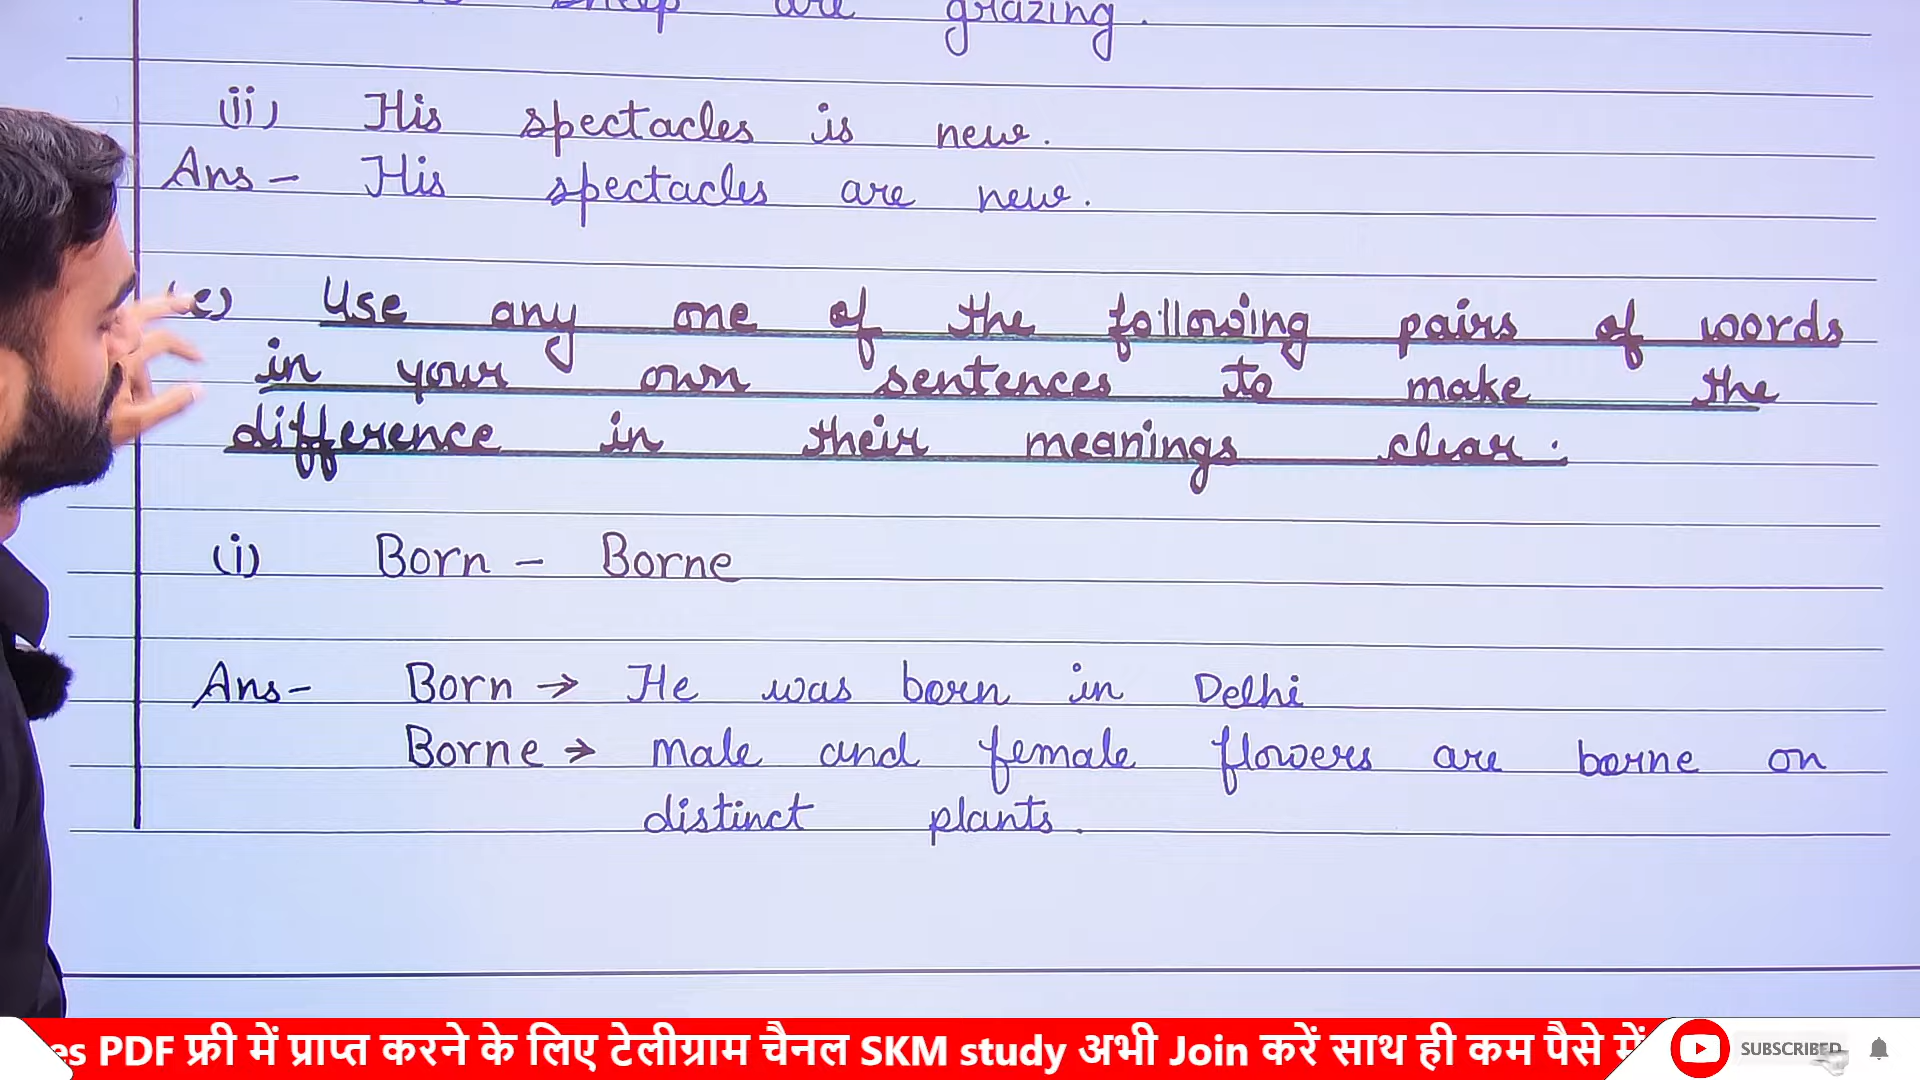 sheep are grazing.
(ii) His spectacles is new.
Ans - His spectacles are new.
(c) Use any one of the following pairs of words
in your own sentences to make the
difference in their meanings clear.
(i) Born - Borne
Ans - Born → He was born in Delhi
Borne → male and female flowers are borne on
distinct plants.
es PDF फ्री में प्राप्त करने के लिए टेलीग्राम चैनल SKM study अभी Join करें साथ ही कम पैसे में
SUBSCRIBED